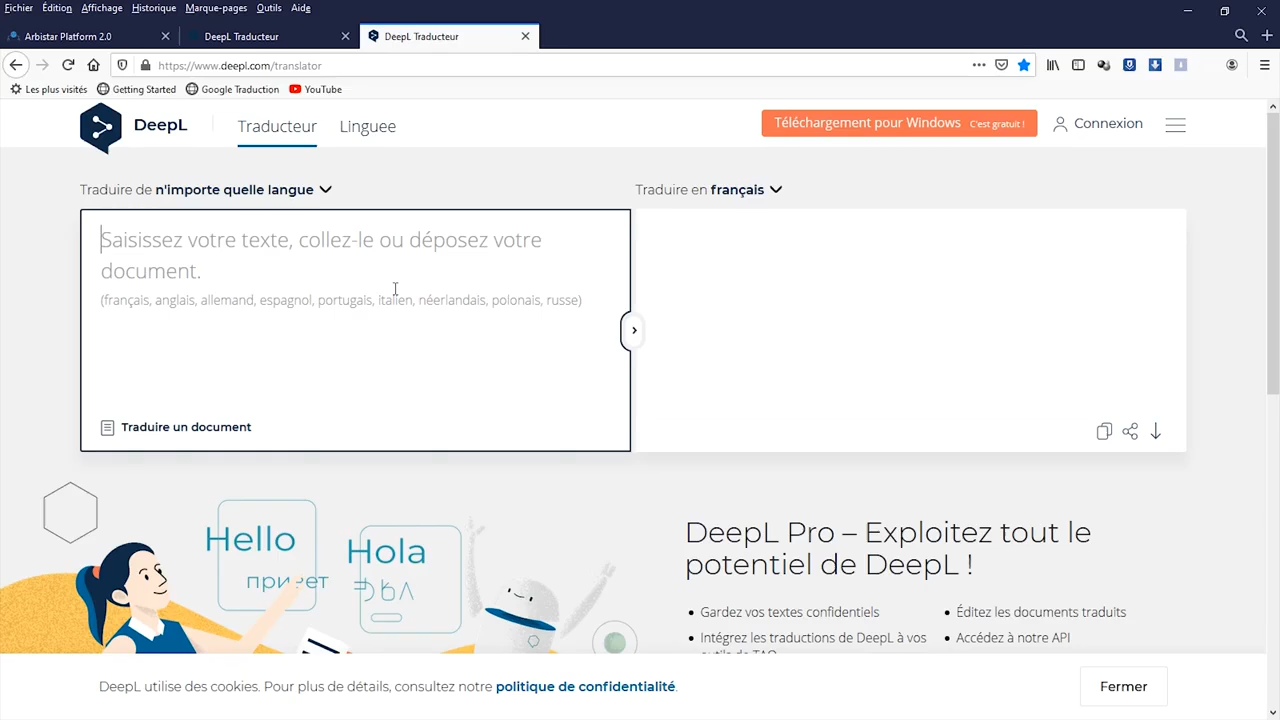 Fichier Édition Affichage Historique Marque-pages Outils Aide
Arbistar Platform 2.0 DeepL Traducteur DeepL Traducteur
https://www.deepl.com/translator
Les plus visités Getting Started Google Traduction YouTube
DeepL Traducteur Linguee Téléchargement pour Windows C'est gratuit ! Connexion
Traduire de n'importe quelle langue Traduire en français
Saisissez votre texte, collez-le ou déposez votre
document.
(français, anglais, allemand, espagnol, portugais, italien, néerlandais, polonais, russe)
Traduire un document
Hello
Hola
привет
DeepL Pro – Exploitez tout le
potentiel de DeepL !
Gardez vos textes confidentiels
Éditez les documents traduits
Intégrez les traductions de DeepL à vos
outils de TAO
Accédez à notre API
DeepL utilise des cookies. Pour plus de détails, consultez notre politique de confidentialité.
Fermer